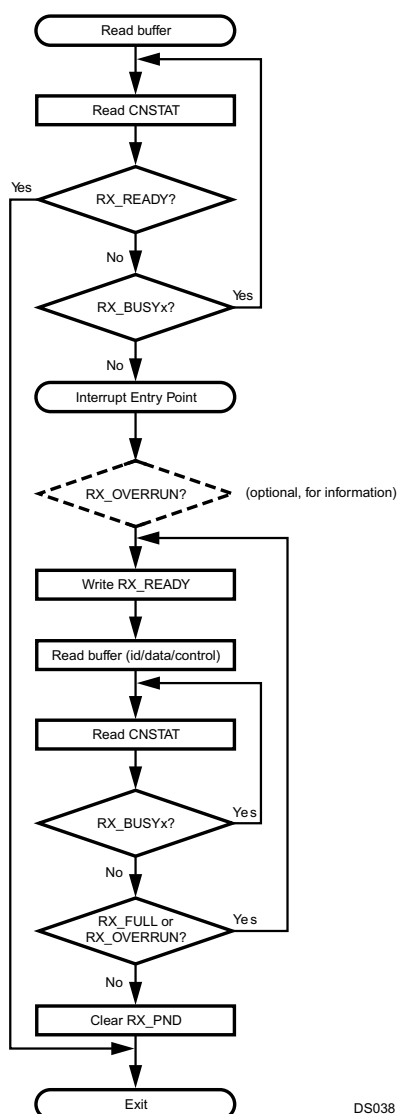 Read buffer
Read CNSTAT
Yes
RX_READY?
No
RX_BUSYx?
Yes
No
Interrupt Entry Point
RX_OVERRUN?
(optional, for information)
Write RX_READY
Read buffer (id/data/control)
Read CNSTAT
RX_BUSYx?
Yes
No
RX_FULL or
RX_OVERRUN?
Yes
No
Clear RX_PND
Exit
DS038